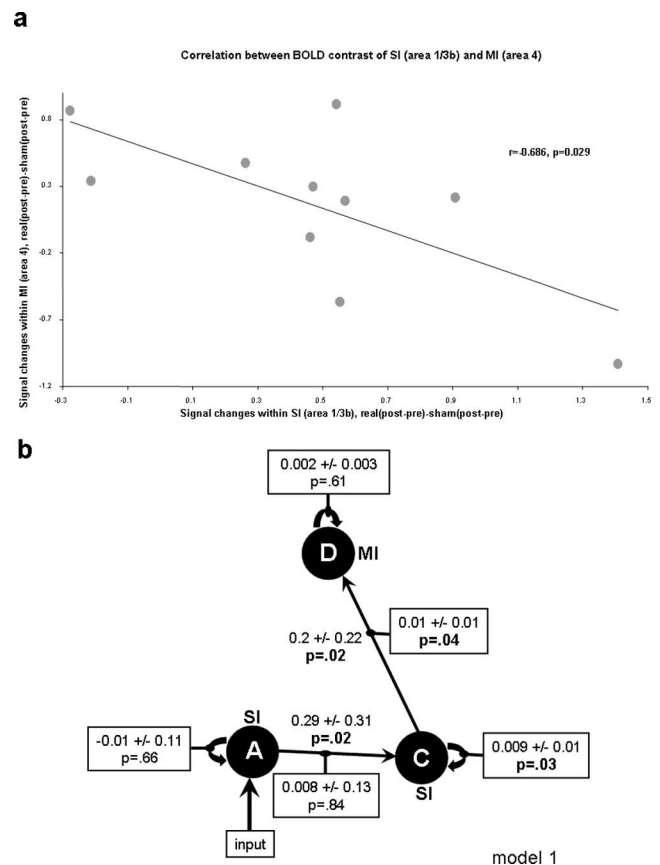 a
Correlation between BOLD contrast of SI (area 1/3b) and MI (area 4)
Signal changes within MI (area 4), real(post-pre)-sham(post-pre)
0.8
0.3
-0.2
-0.7
-1.2
r=-0.686, p=0.029
-0.3 -0.1 0.1 0.3 0.5 0.7 0.9 1.1 1.3 1.5
Signal changes within SI (area 1/3b), real(post-pre)-sham(post-pre)
b
0.002 +/- 0.003
p=.61
D MI
0.2 +/- 0.22
p=.02
0.01 +/- 0.01
p=.04
-0.01 +/- 0.11
p=.66
SI
A
0.29 +/- 0.31
p=.02
0.008 +/- 0.13
p=.84
C
SI
0.009 +/- 0.01
p=.03
input
model 1